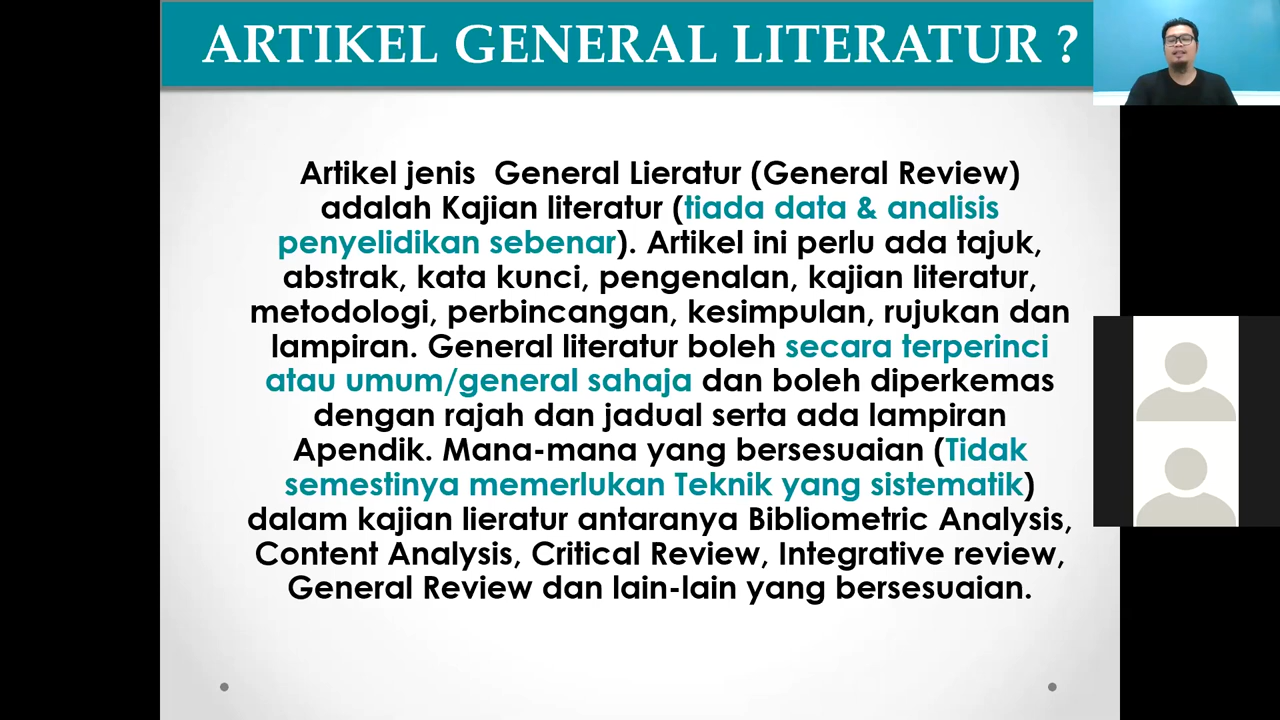 ARTIKEL GENERAL LITERATUR ?
Artikel jenis General Lieratur (General Review)
adalah Kajian literatur (tiada data & analisis
penyelidikan sebenar). Artikel ini perlu ada tajuk,
abstrak, kata kunci, pengenalan, kajian literatur,
metodologi, perbincangan, kesimpulan, rujukan dan
lampiran. General literatur boleh secara terperinci
atau umum/general sahaja dan boleh diperkemas
dengan rajah dan jadual serta ada lampiran
Apendik. Mana-mana yang bersesuaian (Tidak
semestinya memerlukan Teknik yang sistematik)
dalam kajian lieratur antaranya Bibliometric Analysis,
Content Analysis, Critical Review, Integrative review,
General Review dan lain-lain yang bersesuaian.